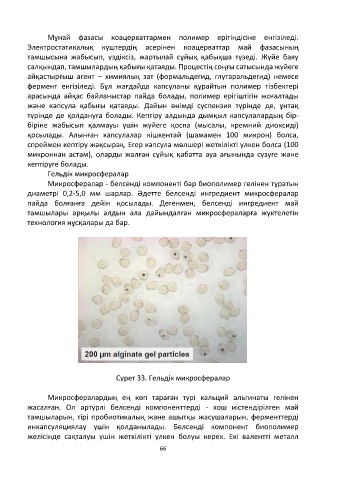 Мұнай фазасы коацерваттармен полимер ерітіндісіне енгізіледі.
Электростатикалық күштердің әсерінен коацерваттар май фазасының
тамшысына жабысып, үздіксіз, жартылай сұйық қабықша түзеді. Жүйе баяу
салқындап, тамшылардың қабығы қатаяды. Процестің соңғы сатысында жүйеге
айқастырғыш агент – химиялық зат (формальдегид, глутаральдегид) немесе
фермент енгізіледі. Бұл жағдайда капсуланы құрайтын полимер тізбектері
арасында айқас байланыстар пайда болады, полимер ерігіштігін жоғалтады
және капсула қабығы қатаяды. Дайын өнімді суспензия түрінде де, ұнтақ
түрінде де қолдануға болады. Кептіру алдында дымқыл капсулалардың бір-
біріне жабысып қалмауы үшін жүйеге қоспа (мысалы, кремний диоксиді)
қосылады. Алынған капсулалар кішкентай (шамамен 100 микрон) болса,
спреймен кептіру жақсырақ. Егер капсула мөлшері жеткілікті үлкен болса (100
микроннан астам), оларды жалған сұйық қабатта ауа ағынында сүзуге және
кептіруге болады.
Гельдік микросфералар
Микросфералар - белсенді компоненті бар биополимер гелінен тұратын
диаметрі 0,2-5,0 мм шарлар. Әдетте белсенді ингредиент микросфералар
пайда болғанға дейін қосылады. Дегенмен, белсенді ингредиент май
тамшылары арқылы алдын ала дайындалған микросфераларға жүктелетін
технология нұсқалары да бар.
200 µm alginate gel particles
Сурет 33. Гельдік микросфералар
Микросфералардың ең көп тараған түрі кальций альгинаты гелінен
жасалған. Ол әртүрлі белсенді компоненттерді - хош иістендірілген май
тамшыларын, тірі пробиотикалық және ашытқы жасушаларын, ферменттерді
инкапсуляциялау үшін қолданылады. Белсенді компонент биополимер
желісінде сақталуы үшін жеткілікті үлкен болуы керек. Екі валентті металл
66